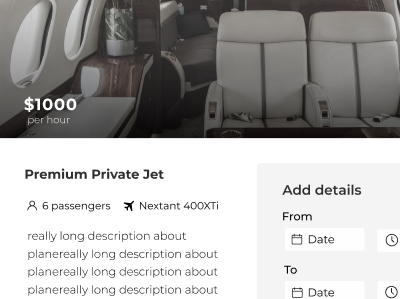 $1000
per hour
Premium Private Jet
6 passengers
Nextant 400XTi
really long description about
planereally long description about
planereally long description about
planereally long description about
Add details
From
Date
To
Date